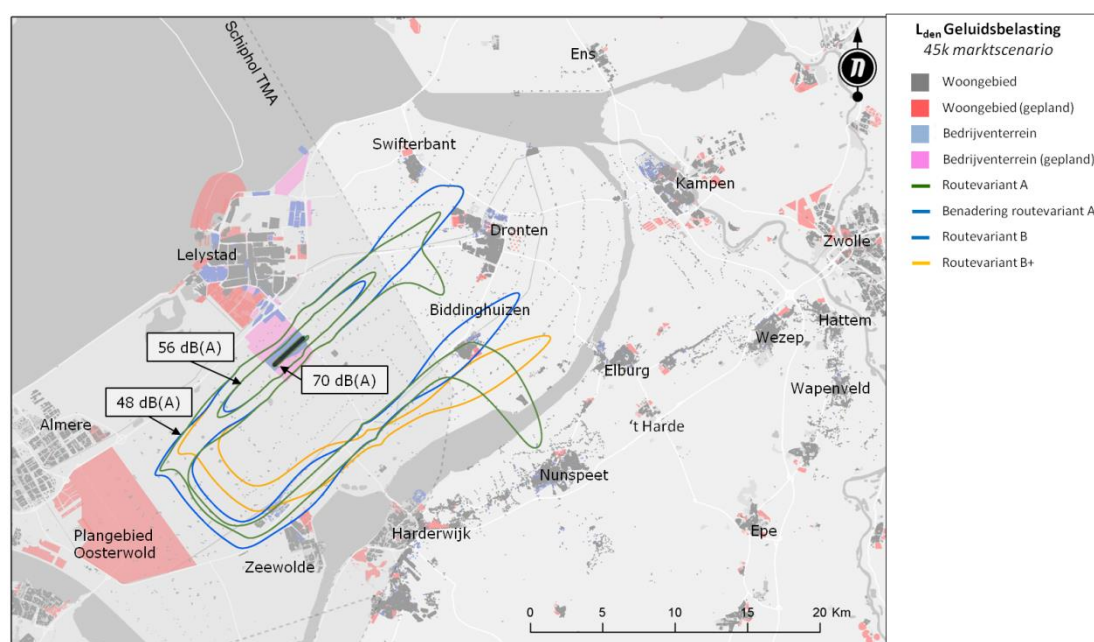 Schiphol TMA
Ens
Swifterbant
Kampen
Dronten
Zwolle
Lelystad
Biddinghuizen
Hattem
Wezep
56 dB(A)
Elburg
70 dB(A)
Wapenveld
48 dB(A)
Almere
't Harde
Nunspeet
Plangebied
Oosterwold
Harderwijk
Epe
Zeewolde
0 5 10 15 20 Km
Lden Geluidsbelasting
45k marktscenario
Woongebied
Woongebied (gepland)
Bedrijventerrein
Bedrijventerrein (gepland)
Routevariant A
Benadering routevariant A
Routevariant B
Routevariant B+